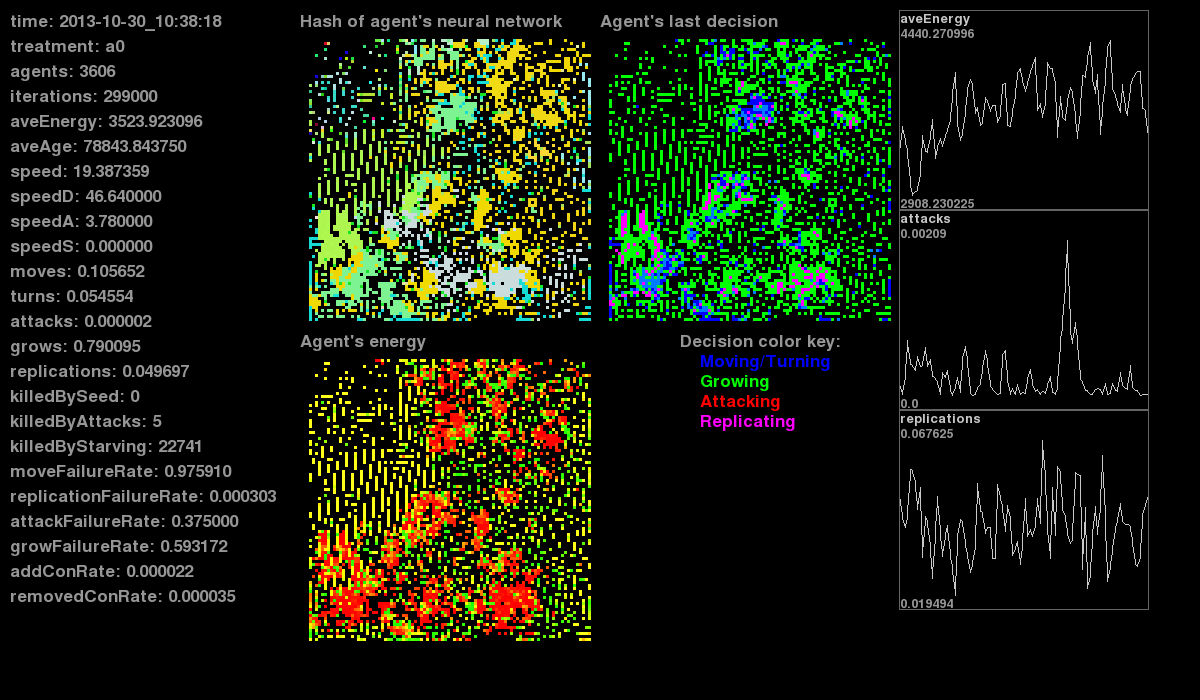 time: 2013-10-30_10:38:18
treatment: a0
agents: 3606
iterations: 299000
aveEnergy: 3523.923096
aveAge: 78843.843750
speed: 19.387359
speedD: 46.640000
speedA: 3.780000
speedS: 0.000000
moves: 0.105652
turns: 0.054554
attacks: 0.000002
grows: 0.790095
replications: 0.049697
killedBySeed: 0
killedByAttacks: 5
killedByStarving: 22741
moveFailureRate: 0.975910
replicationFailureRate: 0.000303
attackFailureRate: 0.375000
growFailureRate: 0.593172
addConRate: 0.000022
removedConRate: 0.000035
Hash of agent's neural network
Agent's last decision
Agent's energy
Decision color key:
Moving/Turning
Growing
Attacking
Replicating
aveEnergy
4440.270996
2908.230225
attacks
0.00209
0.0
replications
0.067625
0.019494